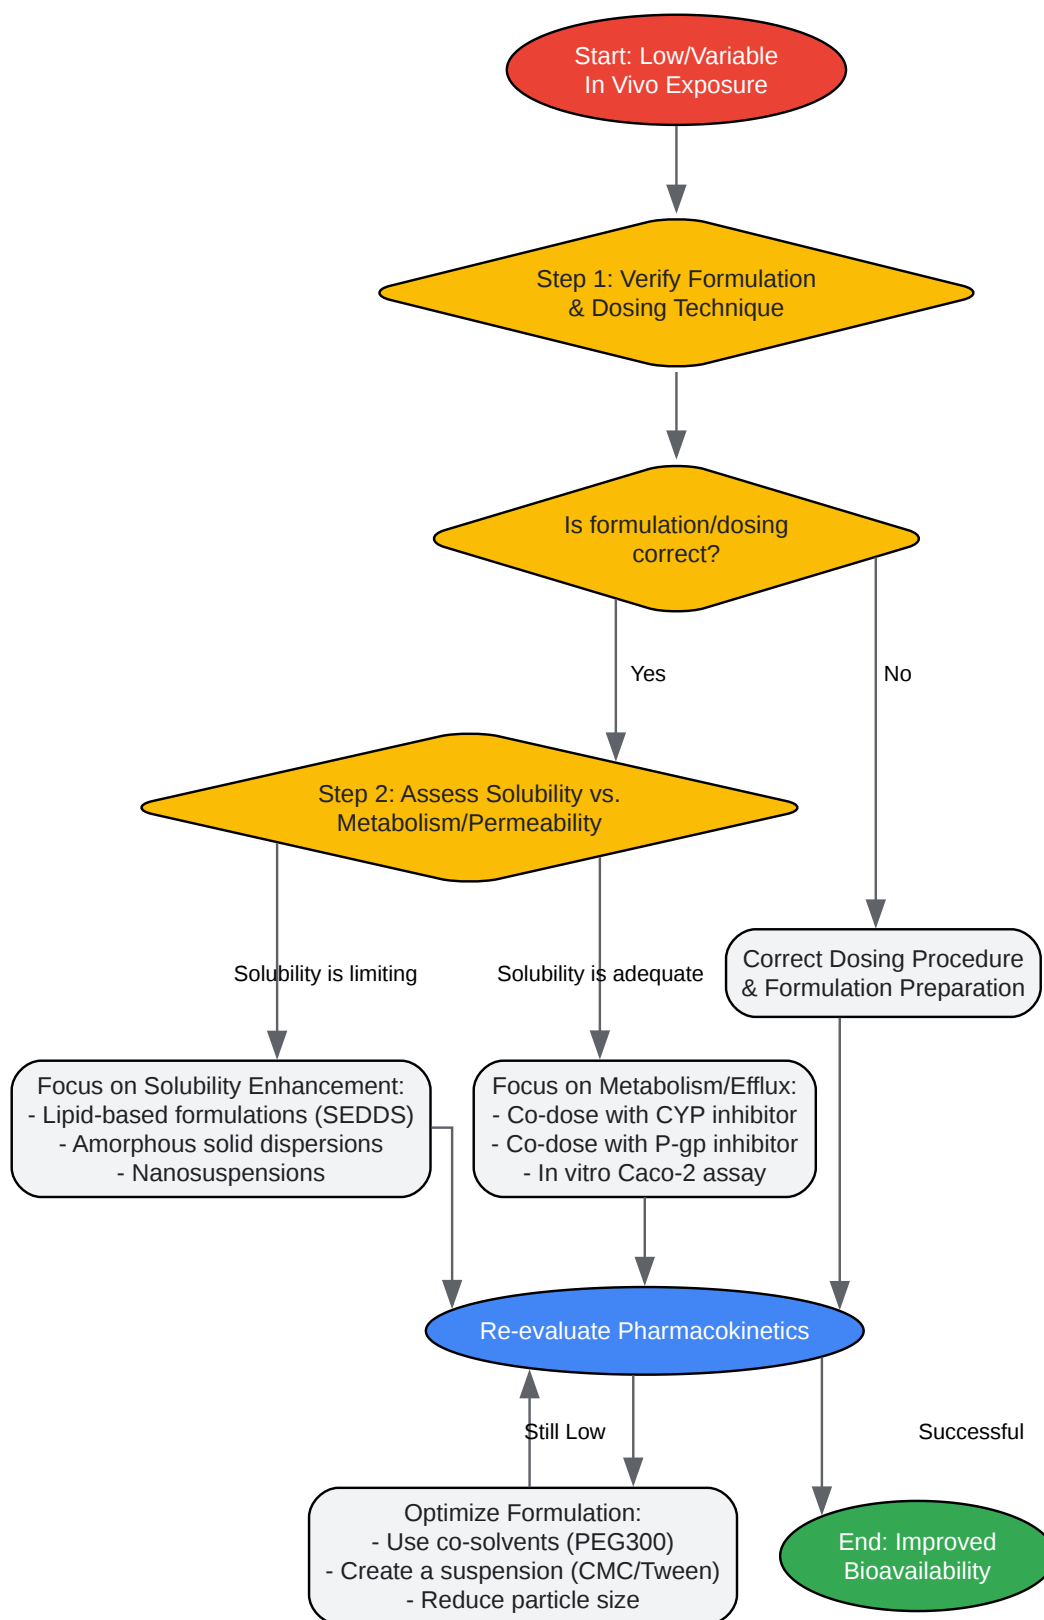 Start: Low/Variable
In Vivo Exposure
Step 1: Verify Formulation
& Dosing Technique
Is formulation/dosing
correct?
Yes
No
Step 2: Assess Solubility vs.
Metabolism/Permeability
Solubility is limiting
Solubility is adequate
Correct Dosing Procedure
& Formulation Preparation
Focus on Solubility Enhancement:
- Lipid-based formulations (SEDDS)
- Amorphous solid dispersions
- Nanosuspensions
Focus on Metabolism/Efflux:
- Co-dose with CYP inhibitor
- Co-dose with P-gp inhibitor
- In vitro Caco-2 assay
Re-evaluate Pharmacokinetics
Still Low
Successful
Optimize Formulation:
- Use co-solvents (PEG300)
- Create a suspension (CMC/Tween)
- Reduce particle size
End: Improved
Bioavailability